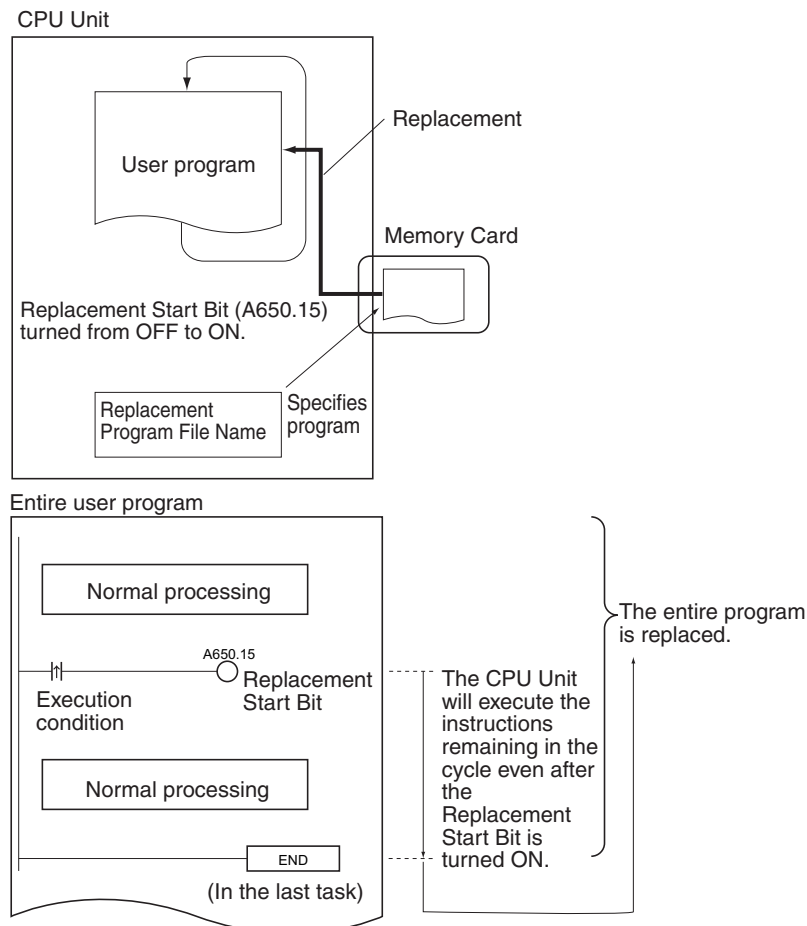 CPU Unit
User program
Replacement
Memory Card
Replacement Start Bit (A650.15)
turned from OFF to ON.
Replacement
Program File Name
Specifies
program
Entire user program
Normal processing
A650.15
Replacement
Start Bit
Execution
condition
Normal processing
END
(In the last task)
The CPU Unit
will execute the
instructions
remaining in the
cycle even after
the
Replacement
Start Bit is
turned ON.
The entire program
is replaced.